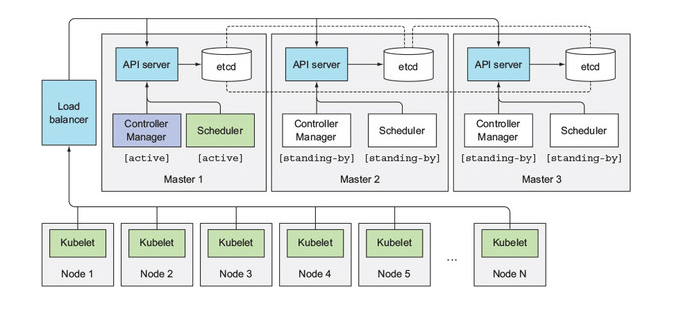 API server
etcd
API server
etcd
API server
etcd
Load
balancer
Controller
Manager
Scheduler
Controller
Manager
Scheduler
Controller
Manager
Scheduler
[active]
[active]
[standing-by]
[standing-by]
[standing-by]
[standing-by]
Master 1
Master 2
Master 3
Kubelet
Kubelet
Kubelet
Kubelet
Kubelet
Kubelet
Node 1
Node 2
Node 3
Node 4
Node 5
...
Node N